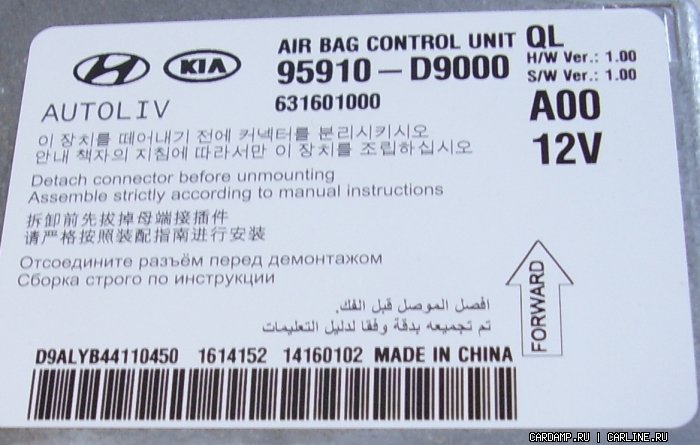 HYUNDAI KIA
AIR BAG CONTROL UNIT QL
95910-D9000
H/W Ver.: 1.00
S/W Ver.: 1.00
631601000
A00
12V
AUTOLIV
이 장치를 떼어내기 전에 커넥터를 분리시키시오
안내 책자의 지침에 따라서만 이 장치를 조립하십시오
Detach connector before unmounting
Assemble strictly according to manual instructions
拆卸前先拔掉母端接插件
请严格按照装配指南进行安装
Отсоедините разъём перед демонтажом
Сборка строго по инструкции
افصل الموصل قبل الفك.
تم تجميعه بدقة وفقا لدليل التعليمات
FORWARD
D9ALYB44110450 1614152 14160102 MADE IN CHINA
CARDAMP.RU | CARLINE.RU